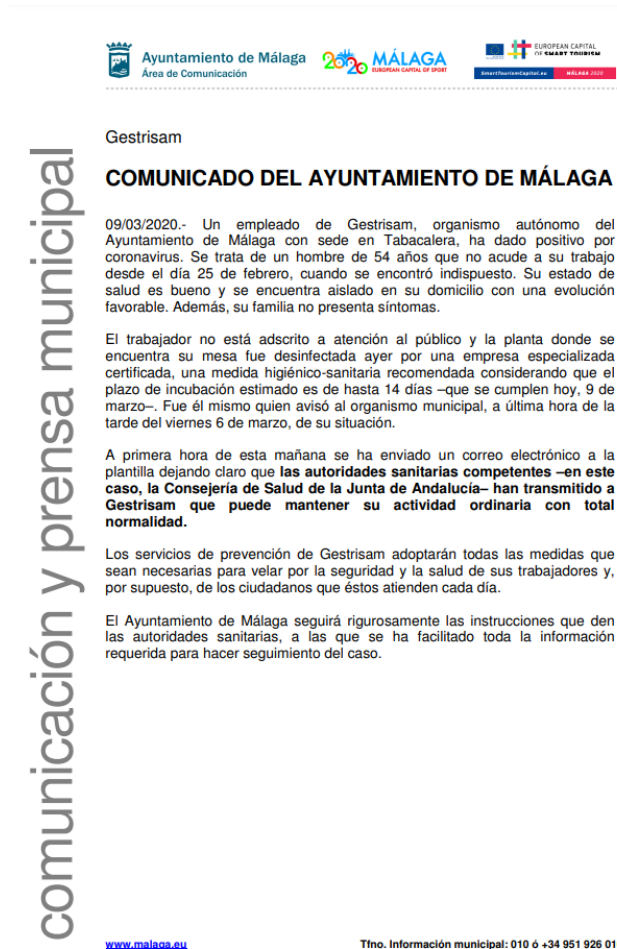 Ayuntamiento de Málaga
Área de Comunicación
2020 MÁLAGA
EUROPEAN CAPITAL OF SPORT
EUROPEAN CAPITAL
OF SMART TOURISM
SmartTourismCapital.eu MÁLAGA 2020
comunicación y prensa municipal
Gestrisam
COMUNICADO DEL AYUNTAMIENTO DE MÁLAGA
09/03/2020.- Un empleado de Gestrisam, organismo autónomo del
Ayuntamiento de Málaga con sede en Tabacalera, ha dado positivo por
coronavirus. Se trata de un hombre de 54 años que no acude a su trabajo
desde el día 25 de febrero, cuando se encontró indispuesto. Su estado de
salud es bueno y se encuentra aislado en su domicilio con una evolución
favorable. Además, su familia no presenta síntomas.
El trabajador no está adscrito a atención al público y la planta donde se
encuentra su mesa fue desinfectada ayer por una empresa especializada
certificada, una medida higiénico-sanitaria recomendada considerando que el
plazo de incubación estimado es de hasta 14 días –que se cumplen hoy, 9 de
marzo–. Fue él mismo quien avisó al organismo municipal, a última hora de la
tarde del viernes 6 de marzo, de su situación.
A primera hora de esta mañana se ha enviado un correo electrónico a la
plantilla dejando claro que las autoridades sanitarias competentes –en este
caso, la Consejería de Salud de la Junta de Andalucía– han transmitido a
Gestrisam que puede mantener su actividad ordinaria con total
normalidad.
Los servicios de prevención de Gestrisam adoptarán todas las medidas que
sean necesarias para velar por la seguridad y la salud de sus trabajadores y,
por supuesto, de los ciudadanos que éstos atienden cada día.
El Ayuntamiento de Málaga seguirá rigurosamente las instrucciones que den
las autoridades sanitarias, a las que se ha facilitado toda la información
requerida para hacer seguimiento del caso.
www.malaga.eu Tfno. Información municipal: 010 ó +34 951 926 01